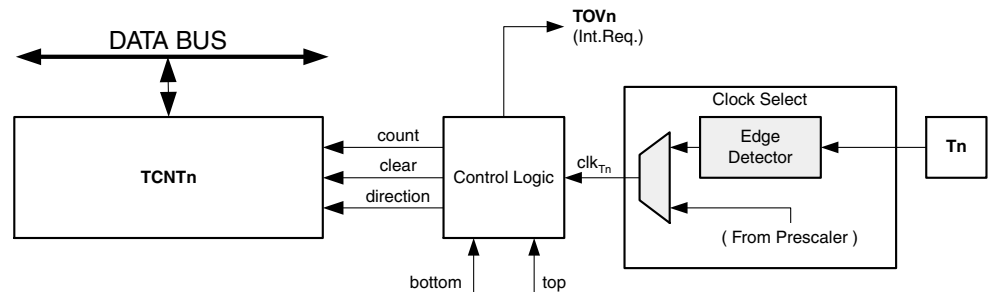 TOVn
(Int.Req.)
DATA BUS
Clock Select
count
Edge
Detector
Tn
TCNTn
clear
Control Logic
clkTn
direction
( From Prescaler )
bottom
top